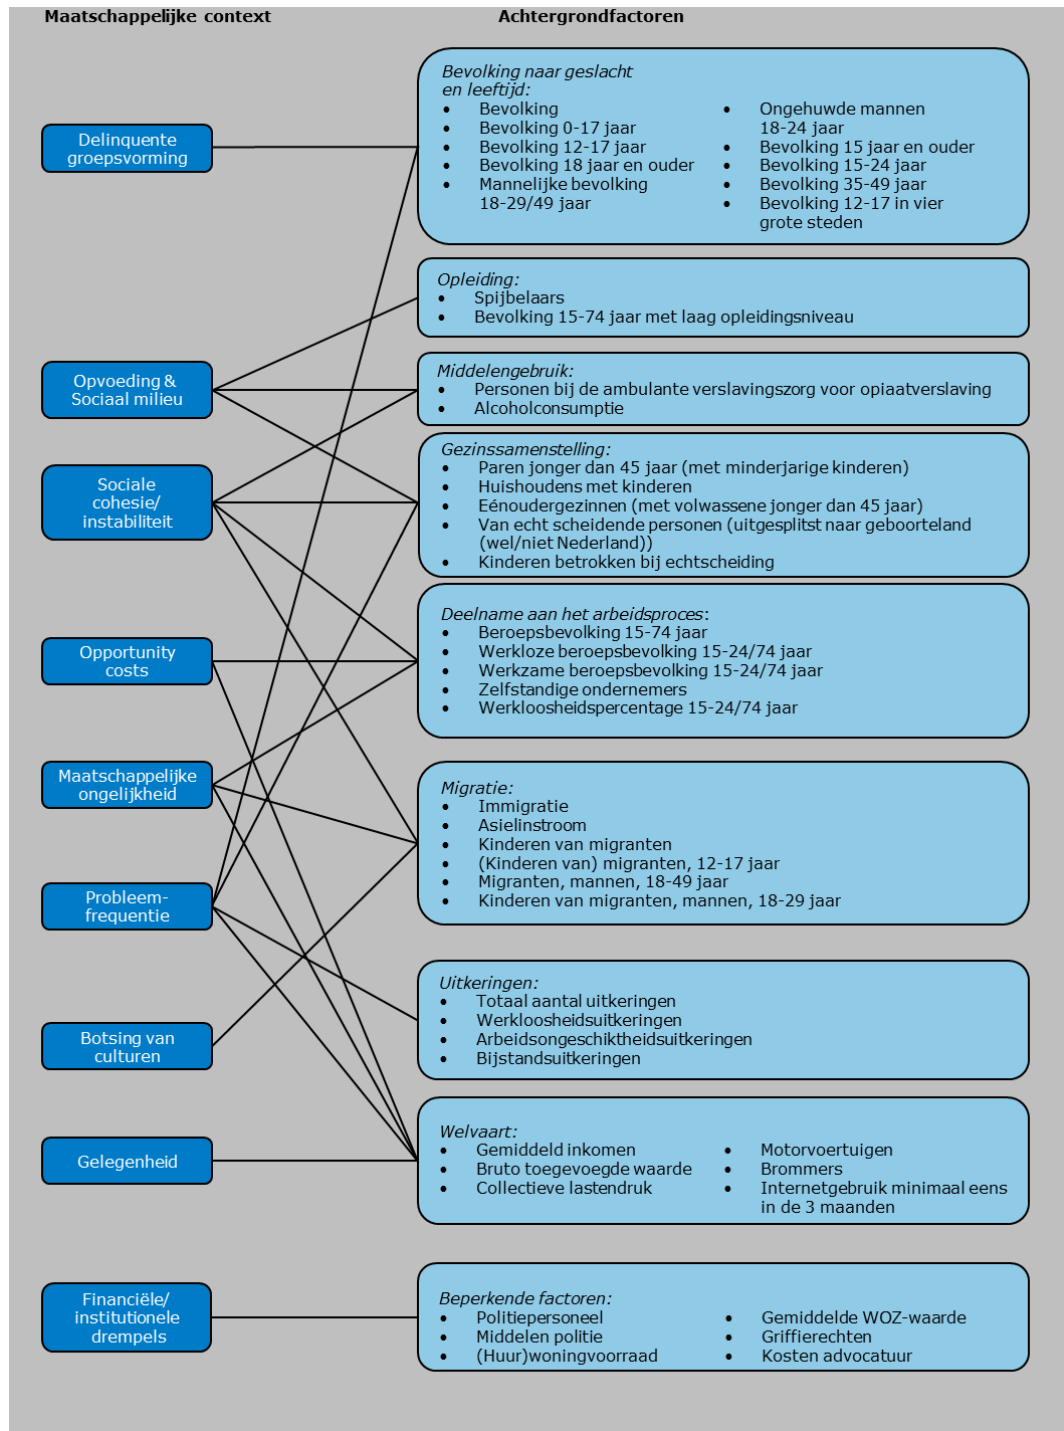 Maatschappelijke context
Achtergrondfactoren
Delinquente
groepsvorming
Opvoeding &
Sociaal milieu
Sociale
cohesie/
instabiliteit
Opportunity
costs
Maatschappelijke
ongelijkheid
Probleem-
frequentie
Botsing van
culturen
Gelegenheid
Financiële/
institutionele
drempels
Bevolking naar geslacht
en leeftijd:
• Bevolking
• Bevolking 0-17 jaar
• Bevolking 12-17 jaar
• Bevolking 18 jaar en ouder
• Mannelijke bevolking
18-29/49 jaar
• Ongehuwde mannen
18-24 jaar
• Bevolking 15 jaar en ouder
• Bevolking 15-24 jaar
• Bevolking 35-49 jaar
• Bevolking 12-17 in vier
grote steden
Opleiding:
• Spijbelaars
• Bevolking 15-74 jaar met laag opleidingsniveau
Middelengebruik:
• Personen bij de ambulante verslavingszorg voor opiaatverslaving
• Alcoholconsumptie
Gezinssamenstelling:
• Paren jonger dan 45 jaar (met minderjarige kinderen)
• Huishoudens met kinderen
• Eénoudergezinnen (met volwassene jonger dan 45 jaar)
• Van echt scheidende personen (uitgesplitst naar geboorteland
(wel/niet Nederland))
• Kinderen betrokken bij echtscheiding
Deelname aan het arbeidsproces:
• Beroepsbevolking 15-74 jaar
• Werkloze beroepsbevolking 15-24/74 jaar
• Werkzame beroepsbevolking 15-24/74 jaar
• Zelfstandige ondernemers
• Werkloosheidspercentage 15-24/74 jaar
Migratie:
• Immigratie
• Asielinstroom
• Kinderen van migranten
• (Kinderen van) migranten, 12-17 jaar
• Migranten, mannen, 18-49 jaar
• Kinderen van migranten, mannen, 18-29 jaar
Uitkeringen:
• Totaal aantal uitkeringen
• Werkloosheidsuitkeringen
• Arbeidsongeschiktheidsuitkeringen
• Bijstandsuitkeringen
Welvaart:
• Gemiddeld inkomen
• Bruto toegevoegde waarde
• Collectieve lastendruk
• Motorvoertuigen
• Brommers
• Internetgebruik minimaal eens
in de 3 maanden
Beperkende factoren:
• Politiepersoneel
• Middelen politie
• (Huur)woningvoorraad
• Gemiddelde WOZ-waarde
• Griffierechten
• Kosten advocatuur